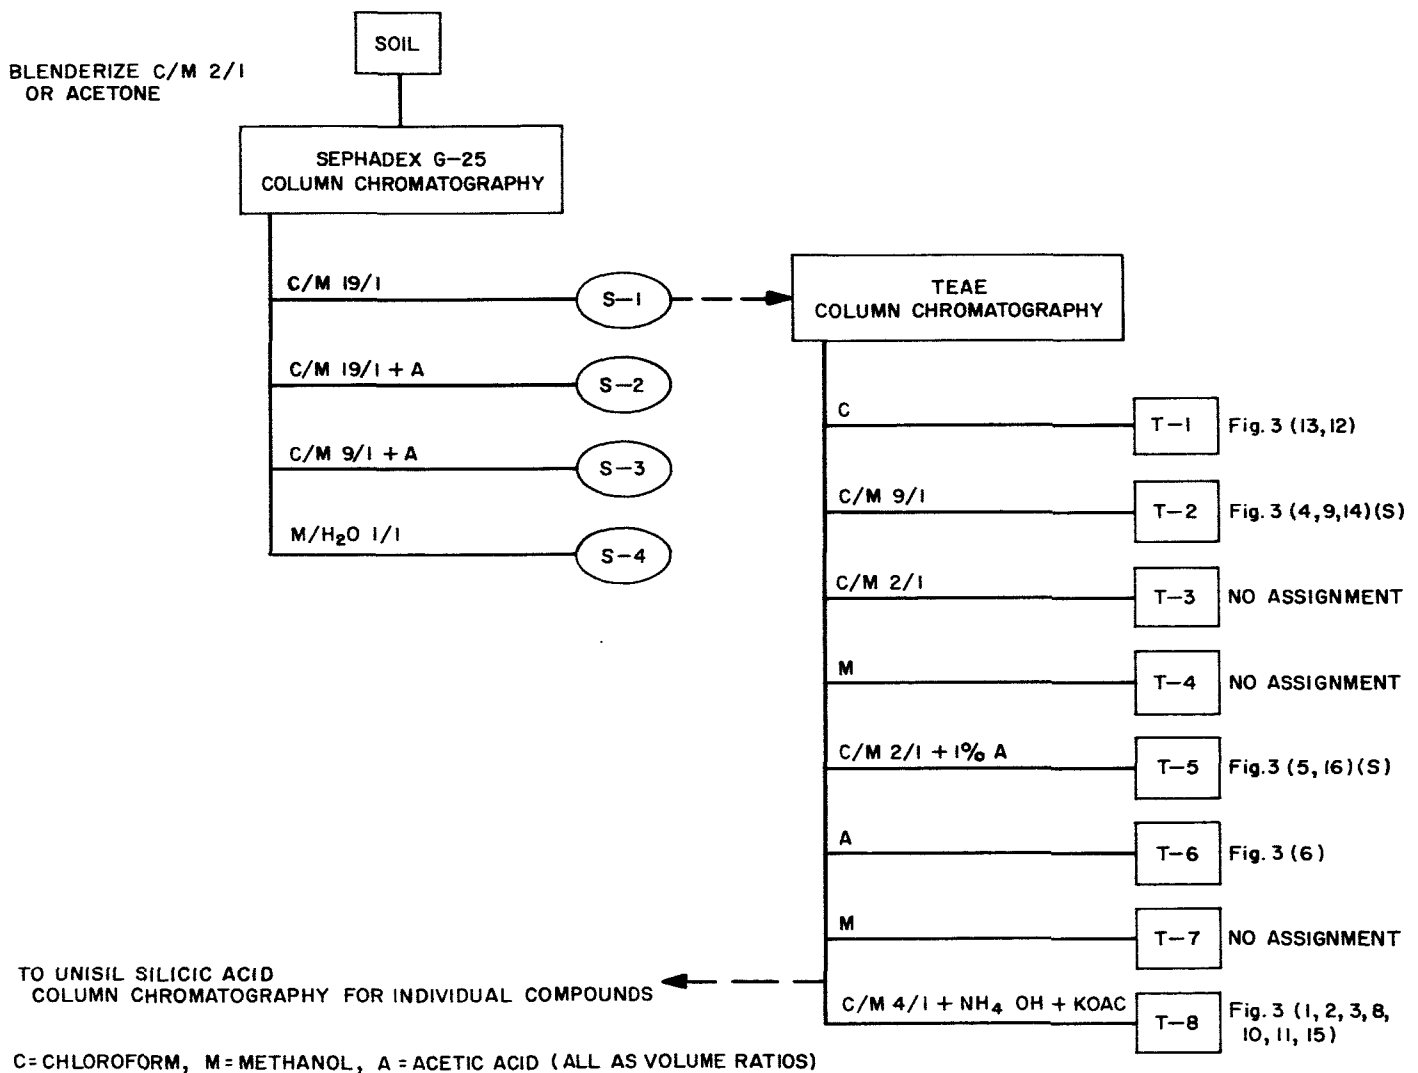 SOIL
BLENDERIZE C/M 2/1
OR ACETONE
SEPHADEX G-25
COLUMN CHROMATOGRAPHY
C/M 19/1
S-1
C/M 19/1 + A
S-2
C/M 9/1 + A
S-3
M/H₂O 1/1
S-4
TEAE
COLUMN CHROMATOGRAPHY
C
T-1
Fig. 3 (13, 12)
C/M 9/1
T-2
Fig. 3 (4, 9, 14) (S)
C/M 2/1
T-3
NO ASSIGNMENT
M
T-4
NO ASSIGNMENT
C/M 2/1 + 1% A
T-5
Fig. 3 (5, 16) (S)
A
T-6
Fig. 3 (6)
M
T-7
NO ASSIGNMENT
C/M 4/1 + NH₄ OH + KOAC
T-8
Fig. 3 (1, 2, 3, 8,
10, 11, 15)
TO UNISIL SILICIC ACID
COLUMN CHROMATOGRAPHY FOR INDIVIDUAL COMPOUNDS
C = CHLOROFORM, M = METHANOL, A = ACETIC ACID (ALL AS VOLUME RATIOS)